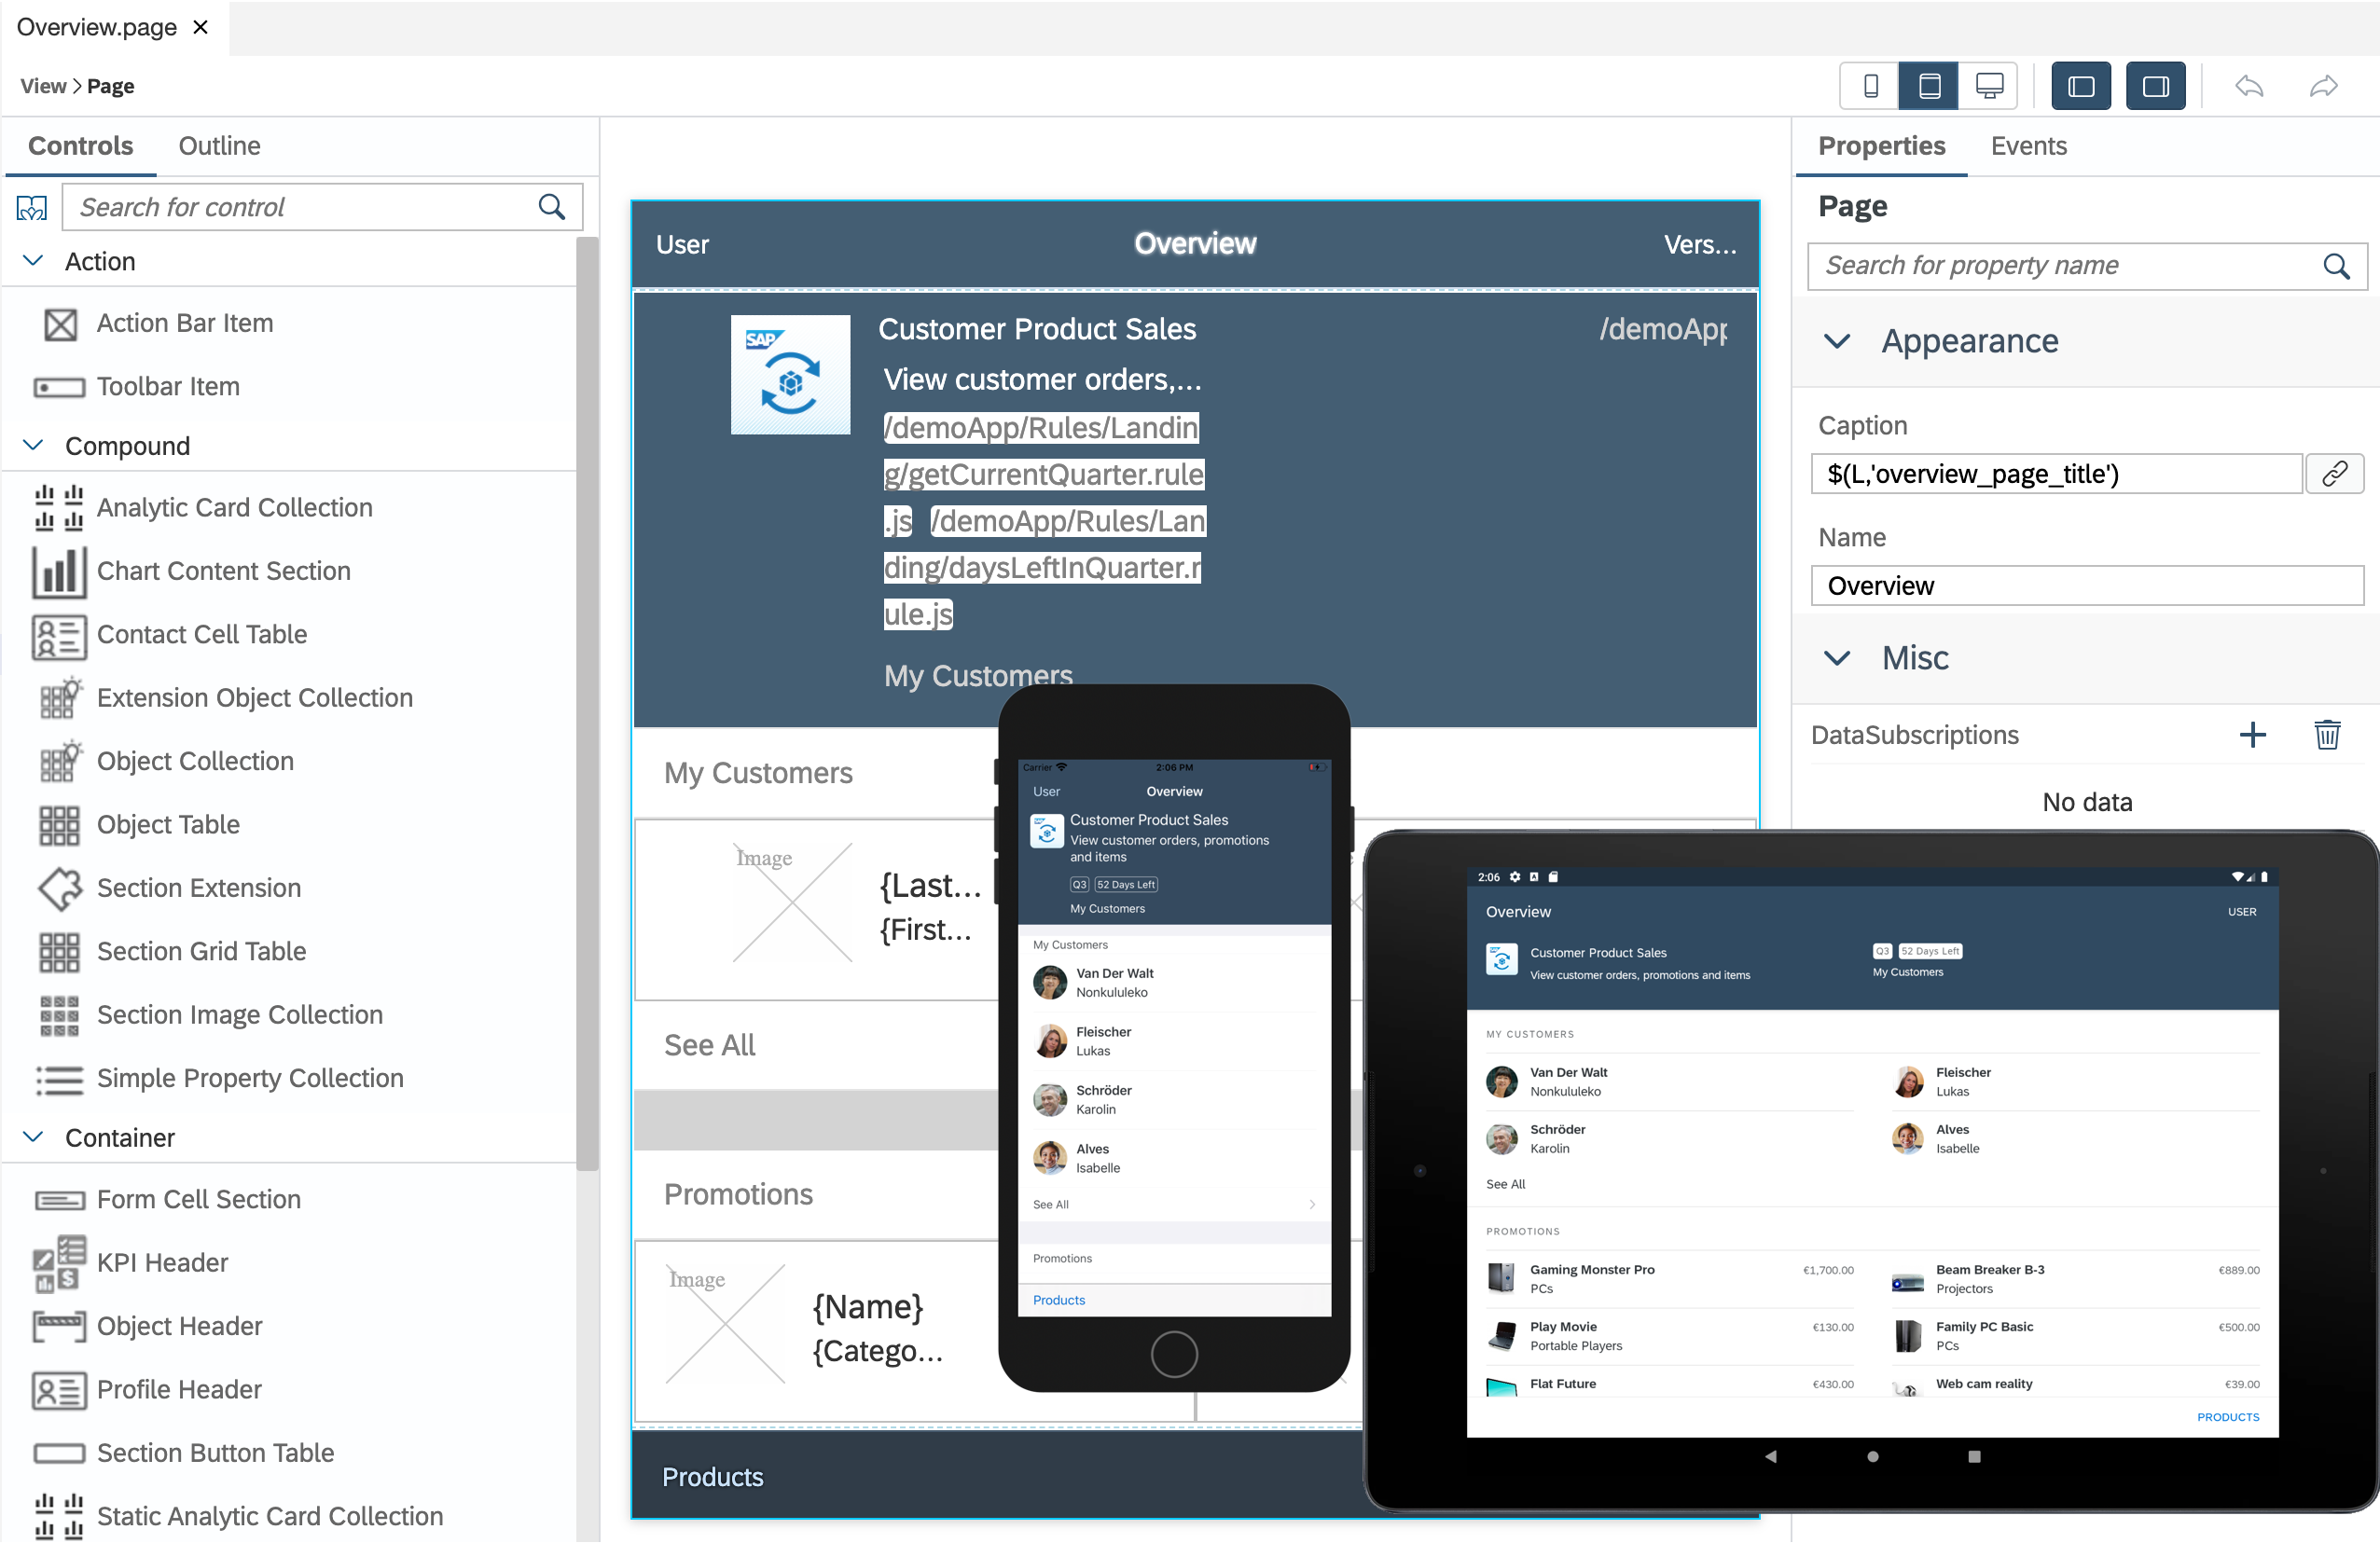 Overview.page ×
View > Page
Controls
Outline
Search for control
Action
Action Bar Item
Toolbar Item
Compound
Analytic Card Collection
Chart Content Section
Contact Cell Table
Extension Object Collection
Object Collection
Object Table
Section Extension
Section Grid Table
Section Image Collection
Simple Property Collection
Container
Form Cell Section
KPI Header
Object Header
Profile Header
Section Button Table
Static Analytic Card Collection
User
Overview
Vers...
SAP
Customer Product Sales
/demoApp
View customer orders,...
/demoApp/Rules/Landin
g/getCurrentQuarter.rule
.js /demoApp/Rules/Lan
ding/daysLeftInQuarter.r
ule.js
My Customers
My Customers
Image
{Last...
{First...
See All
Promotions
Image
{Name}
{Catego...
Products
Carrier
2:06 PM
User
Overview
Customer Product Sales
View customer orders, promotions
and items
Q3 52 Days Left
My Customers
My Customers
Van Der Walt
Nonkululeko
Fleischer
Lukas
Schröder
Karolin
Alves
Isabelle
See All
Promotions
Products
Properties
Events
Page
Search for property name
Appearance
Caption
$(L,'overview_page_title')
Name
Overview
Misc
DataSubscriptions
No data
2:06
Overview
USER
Customer Product Sales
View customer orders, promotions and items
Q3 52 Days Left
My Customers
MY CUSTOMERS
Van Der Walt
Nonkululeko
Fleischer
Lukas
Schröder
Karolin
Alves
Isabelle
See All
PROMOTIONS
Gaming Monster Pro
€1,700.00
PCs
Beam Breaker B-3
€889.00
Projectors
Play Movie
€130.00
Portable Players
Family PC Basic
€500.00
PCs
Flat Future
€430.00
Web cam reality
€39.00
PRODUCTS